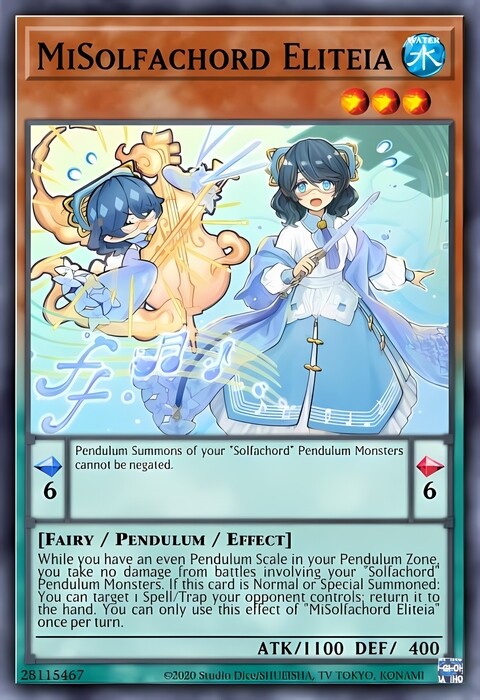 MiSolfachord Eliteia
WATER
水
Pendulum Summons of your "Solfachord" Pendulum Monsters
cannot be negated.
6
6
[Fairy / Pendulum / Effect]
While you have an even Pendulum Scale in your Pendulum Zone,
you take no damage from battles involving your "Solfachord"
Pendulum Monsters. If this card is Normal or Special Summoned:
You can target 1 Spell/Trap your opponent controls; return it to
the hand. You can only use this effect of "MiSolfachord Eliteia"
once per turn.
ATK/1100 DEF/ 400
28115467
©2020 Studio Dice/SHUEISHA, TV TOKYO, KONAMI